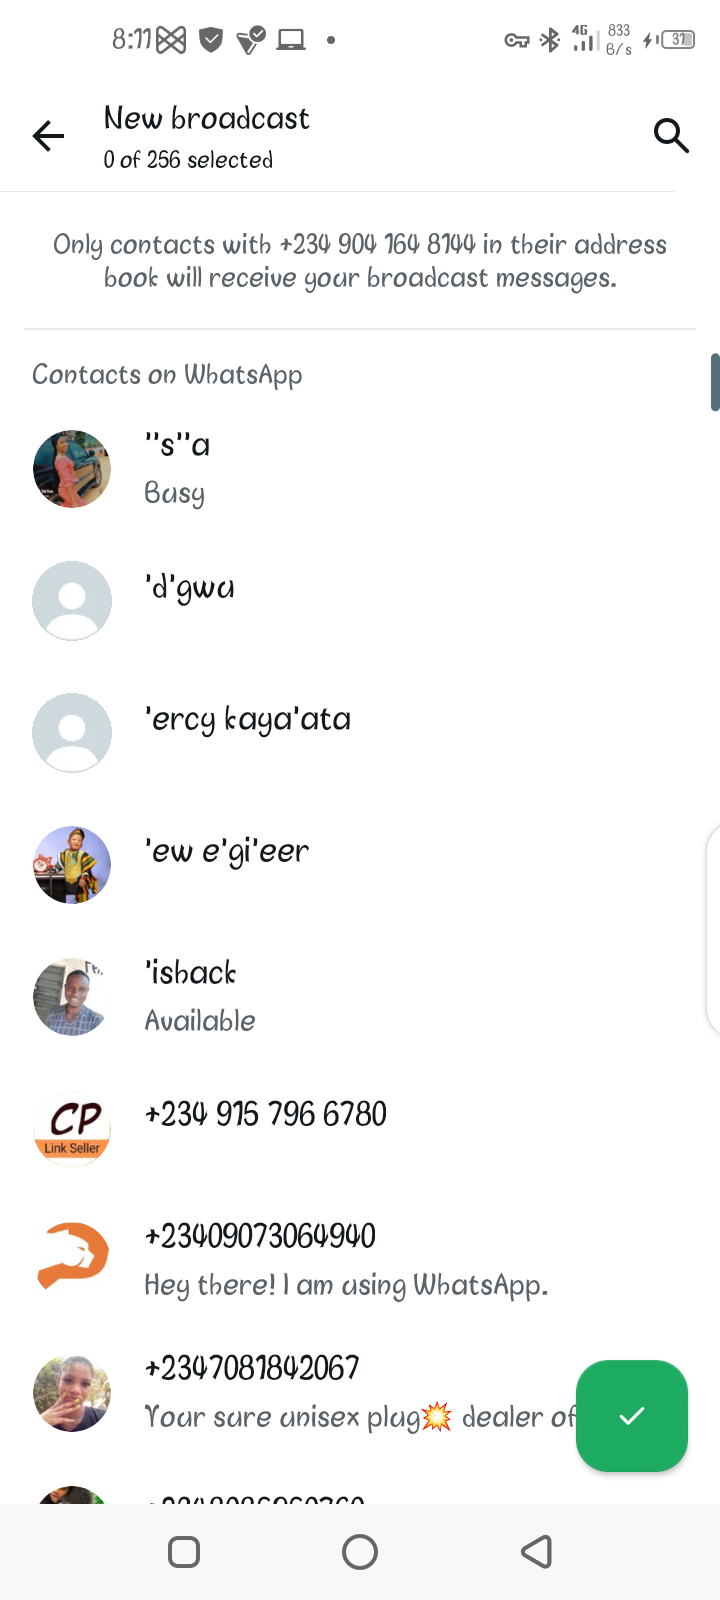 8:11
4G 833 B/s 37
New broadcast
0 of 256 selected
Only contacts with +234 904 164 8144 in their address
book will receive your broadcast messages.
Contacts on WhatsApp
''s''a
Busy
'd'gwa
'ercy kaya'ata
'ew e'gi'eer
'isback
Available
CP
Link Seller
+234 915 796 6780
+23409073064940
Hey there! I am using WhatsApp.
+2347081842067
Your sure unisex plug💥 dealer of